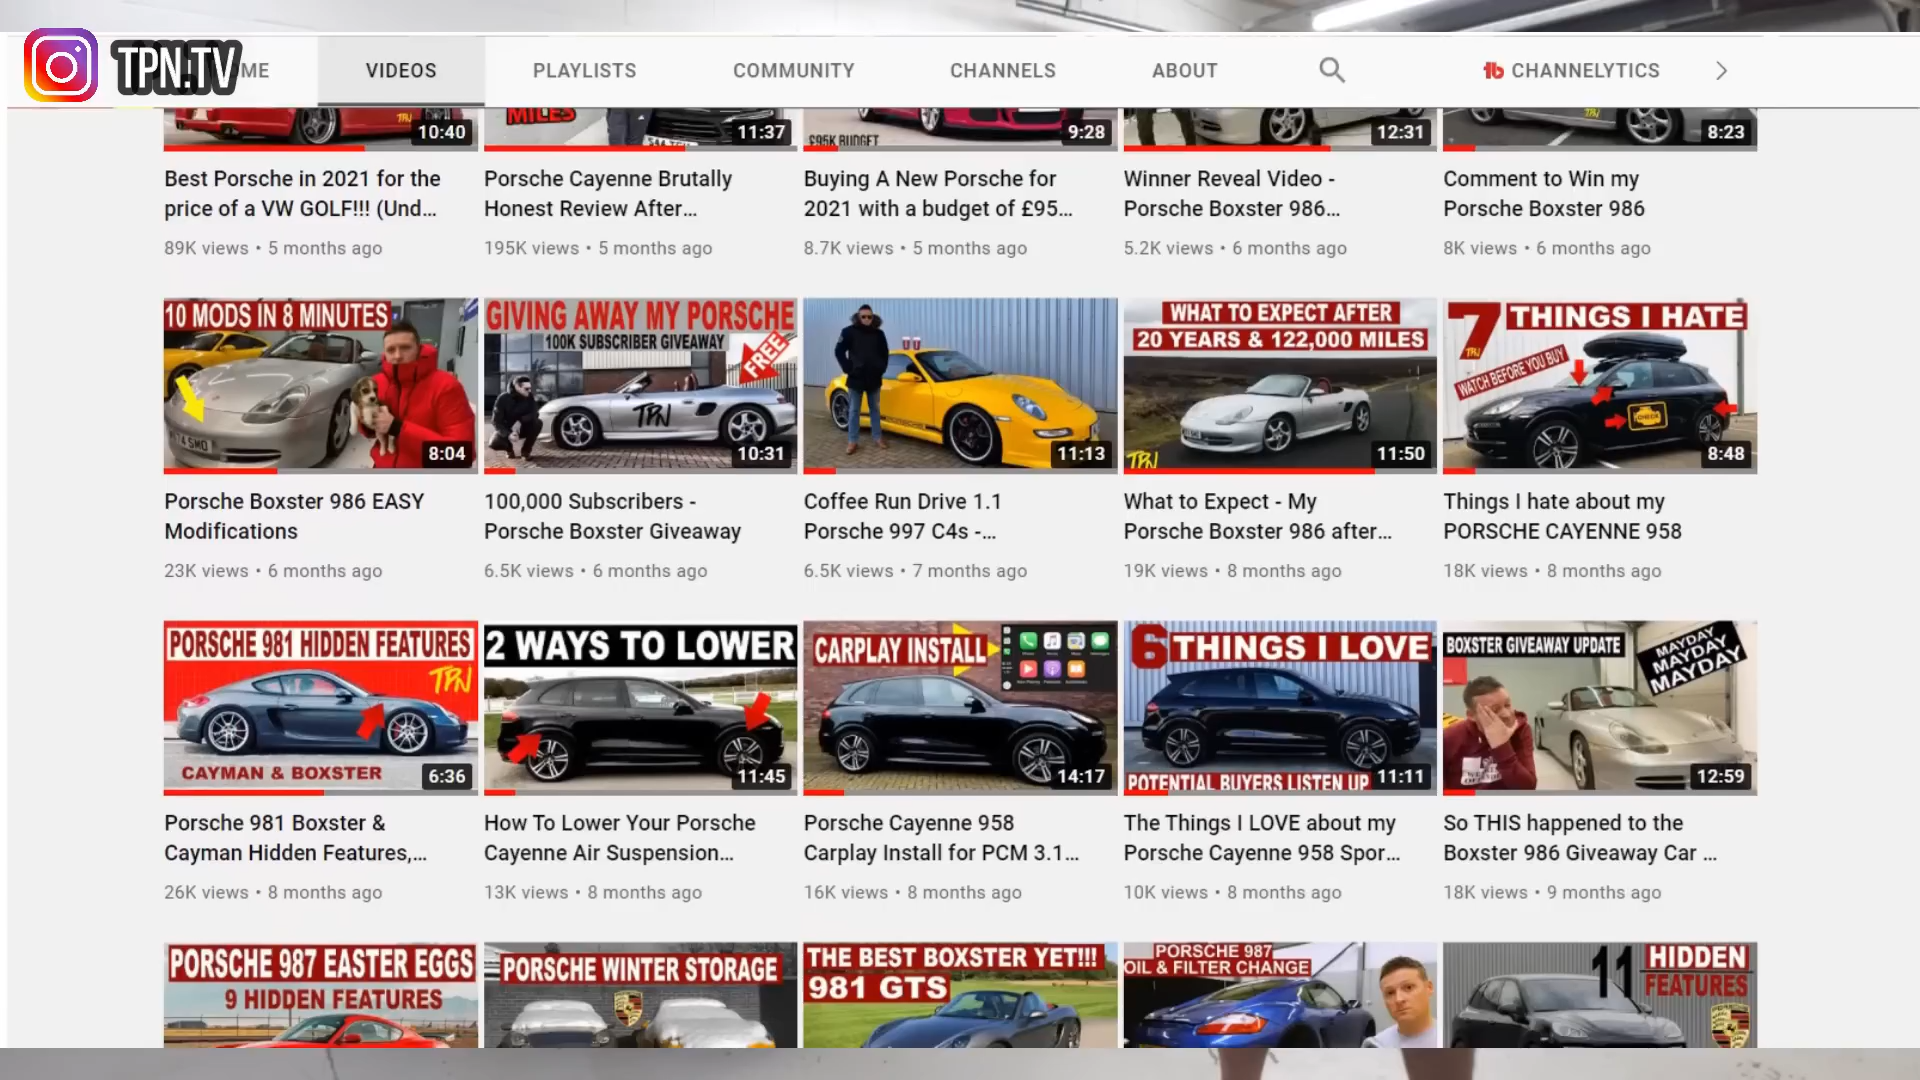 TPN.TV
OME
VIDEOS
PLAYLISTS
COMMUNITY
CHANNELS
ABOUT
CHANNELYTICS
MILES
£95K BUDGET
TPN
10:40
11:37
9:28
12:31
8:23
Best Porsche in 2021 for the
price of a VW GOLF!!! (Und...
89K views • 5 months ago
Porsche Cayenne Brutally
Honest Review After...
195K views • 5 months ago
Buying A New Porsche for
2021 with a budget of £95...
8.7K views • 5 months ago
Winner Reveal Video -
Porsche Boxster 986...
5.2K views • 6 months ago
Comment to Win my
Porsche Boxster 986
8K views • 6 months ago
10 MODS IN 8 MINUTES
8:04
GIVING AWAY MY PORSCHE
100K SUBSCRIBER GIVEAWAY
FREE
TPN
10:31
11:13
WHAT TO EXPECT AFTER
20 YEARS & 122,000 MILES
TPN
11:50
7 THINGS I HATE
TPN
WATCH BEFORE YOU BUY
CHECK
8:48
Porsche Boxster 986 EASY
Modifications
23K views • 6 months ago
100,000 Subscribers -
Porsche Boxster Giveaway
6.5K views • 6 months ago
Coffee Run Drive 1.1
Porsche 997 C4s -...
6.5K views • 7 months ago
What to Expect - My
Porsche Boxster 986 after...
19K views • 8 months ago
Things I hate about my
PORSCHE CAYENNE 958
18K views • 8 months ago
PORSCHE 981 HIDDEN FEATURES
TPN
CAYMAN & BOXSTER
6:36
2 WAYS TO LOWER
11:45
CARPLAY INSTALL
14:17
6 THINGS I LOVE
POTENTIAL BUYERS LISTEN UP
11:11
BOXSTER GIVEAWAY UPDATE
MAYDAY
MAYDAY
MAYDAY
12:59
Porsche 981 Boxster &
Cayman Hidden Features,...
26K views • 8 months ago
How To Lower Your Porsche
Cayenne Air Suspension...
13K views • 8 months ago
Porsche Cayenne 958
Carplay Install for PCM 3.1...
16K views • 8 months ago
The Things I LOVE about my
Porsche Cayenne 958 Spor...
10K views • 8 months ago
So THIS happened to the
Boxster 986 Giveaway Car ...
18K views • 9 months ago
PORSCHE 987 EASTER EGGS
9 HIDDEN FEATURES
PORSCHE WINTER STORAGE
THE BEST BOXSTER YET!!!
981 GTS
PORSCHE 987
OIL & FILTER CHANGE
11 HIDDEN
FEATURES